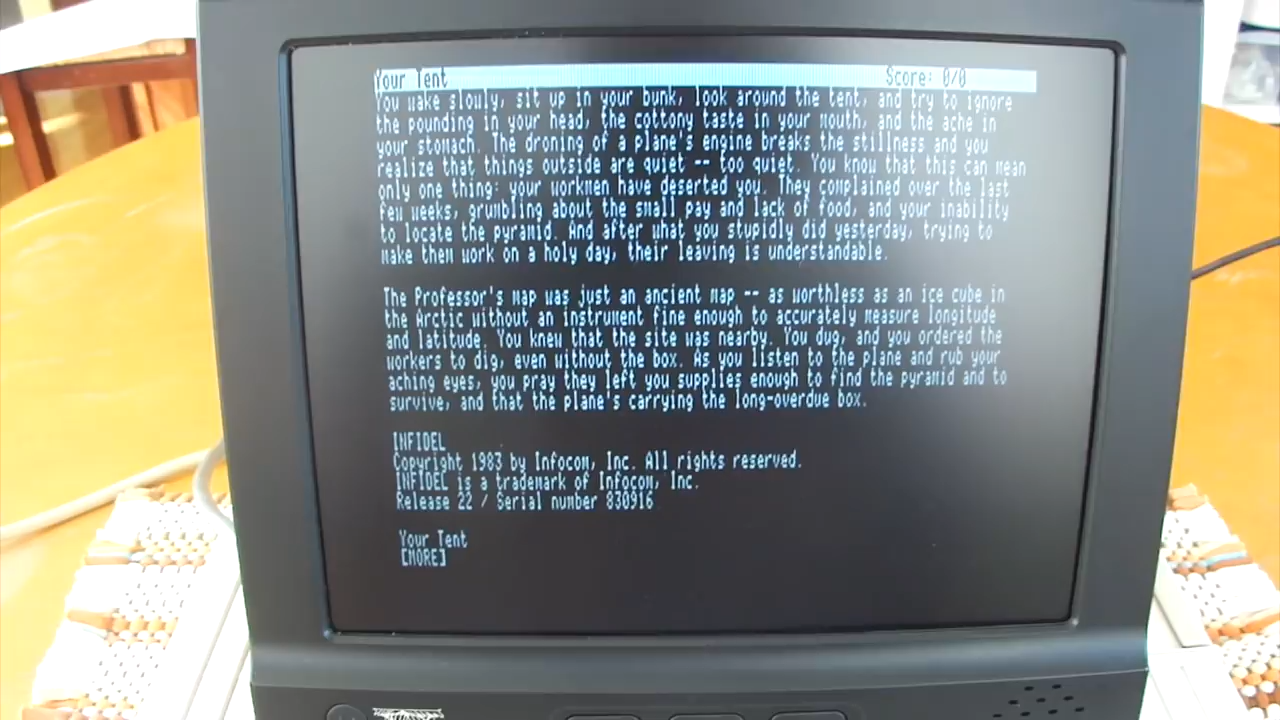 Your Tent Score: 0/0
You wake slowly, sit up in your bunk, look around the tent, and try to ignore
the pounding in your head, the cottony taste in your mouth, and the ache in
your stomach. The droning of a plane's engine breaks the stillness and you
realize that things outside are quiet -- too quiet. You know that this can mean
only one thing: your workmen have deserted you. They complained over the last
few weeks, grumbling about the small pay and lack of food, and your inability
to locate the pyramid. And after what you stupidly did yesterday, trying to
make them work on a holy day, their leaving is understandable.
The Professor's map was just an ancient map -- as worthless as an ice cube in
the Arctic without an instrument fine enough to accurately measure longitude
and latitude. You knew that the site was nearby. You dug, and you ordered the
workers to dig, even without the box. As you listen to the plane and rub your
aching eyes, you pray they left you supplies enough to find the pyramid and to
survive, and that the plane's carrying the long-overdue box.
INFIDEL
Copyright 1983 by Infocom, Inc. All rights reserved.
INFIDEL is a trademark of Infocom, Inc.
Release 22 / Serial number 830916
Your Tent
[MORE]